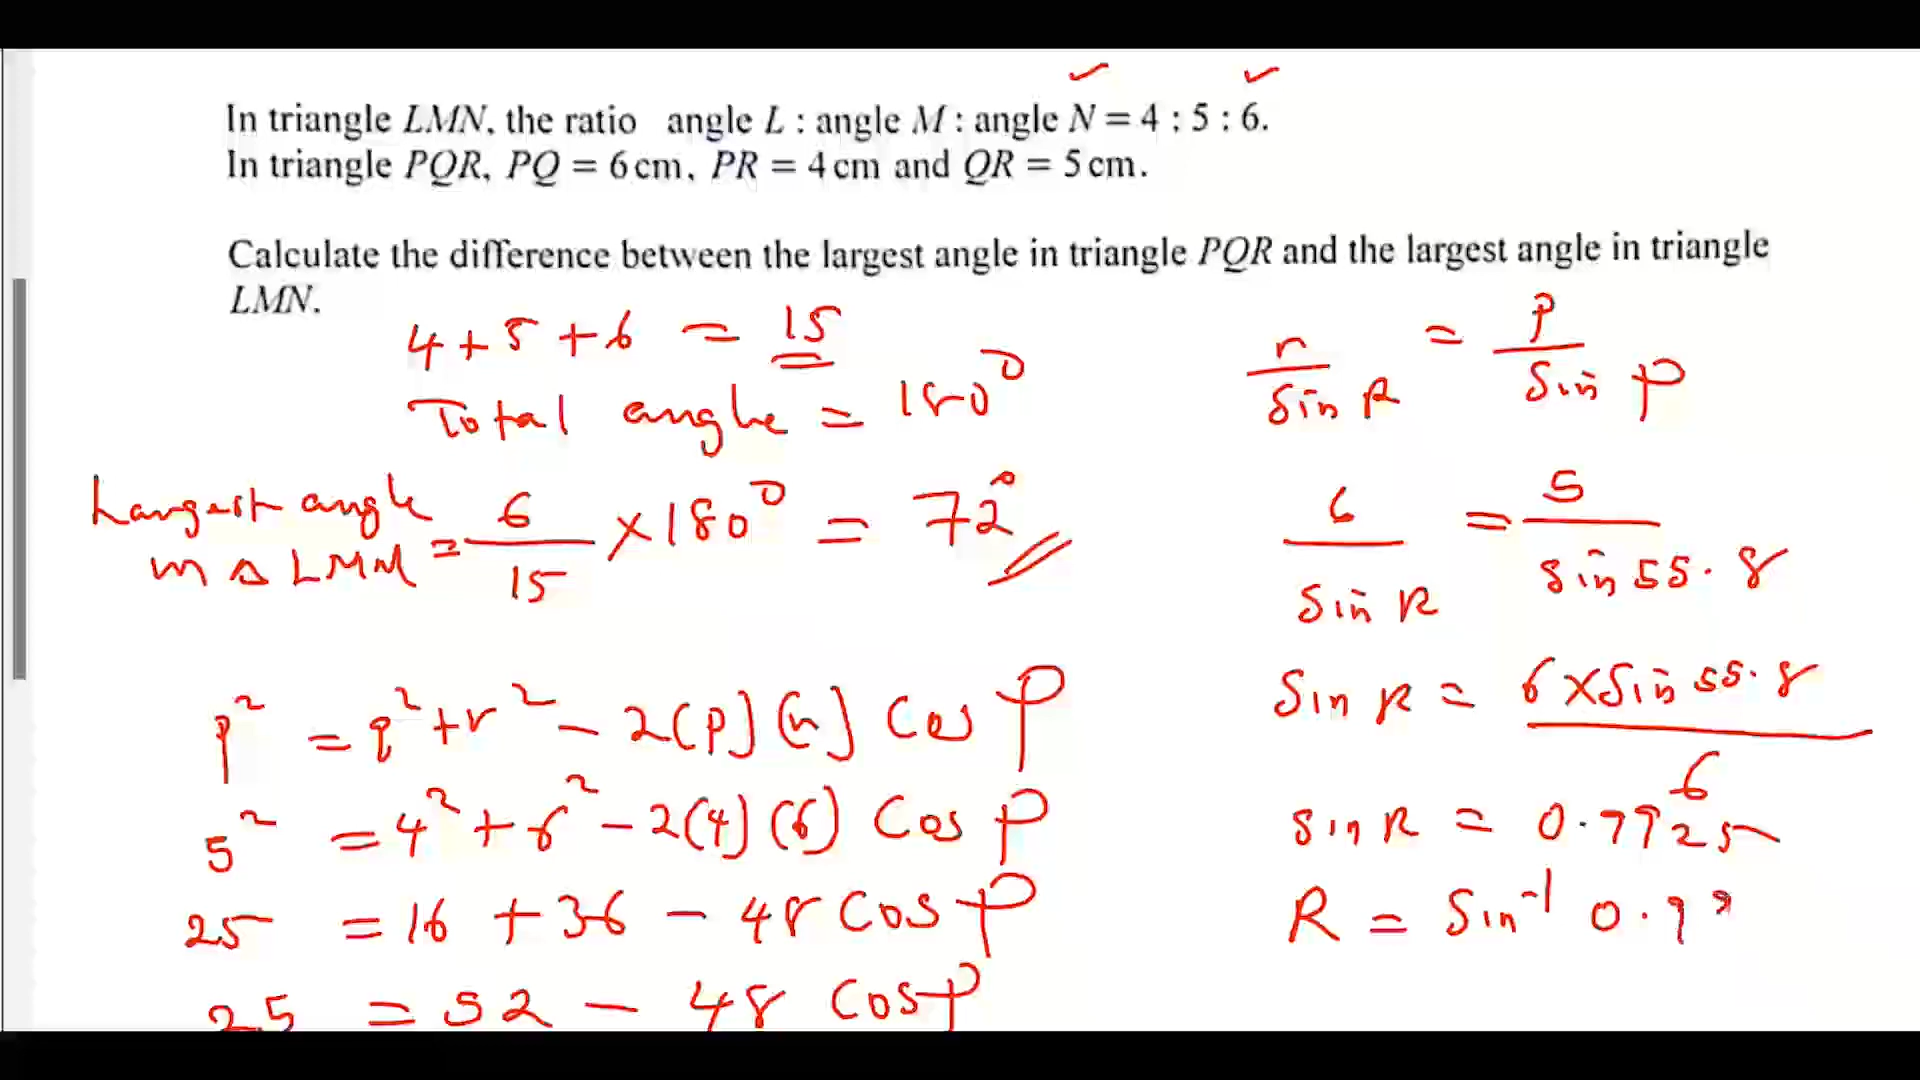 In triangle LMN, the ratio angle L : angle M : angle N = 4 : 5 : 6.
In triangle PQR, PQ = 6 cm, PR = 4 cm and QR = 5 cm.
Calculate the difference between the largest angle in triangle PQR and the largest angle in triangle
LMN.
4 + 5 + 6 = 15
Total angle = 180°
Largest angle
in Δ LMN = 6/15 × 180° = 72°
p² = q² + r² - 2(p)(r) Cos P
5² = 4² + 6² - 2(4)(6) Cos P
25 = 16 + 36 - 48 Cos P
25 = 52 - 48 Cos P
r/Sin R = p/Sin P
6/Sin R = 5/Sin 55.8
Sin R = 6 × Sin 55.8/6
Sin R = 0.9925
R = Sin⁻¹ 0.99